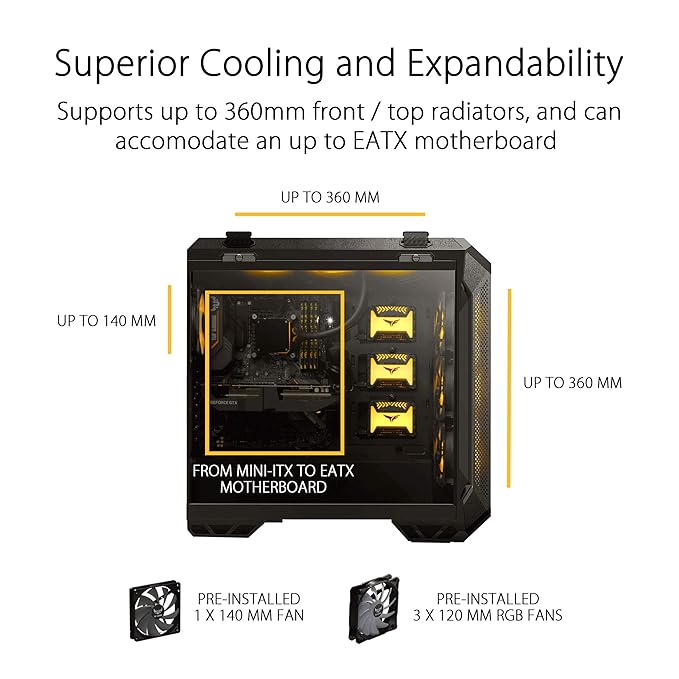 Superior Cooling and Expandability
Supports up to 360mm front / top radiators, and can
accomodate an up to EATX motherboard
UP TO 360 MM
UP TO 140 MM
UP TO 360 MM
GEFORCE GTX
FROM MINI-ITX TO EATX
MOTHERBOARD
PRE-INSTALLED
1 X 140 MM FAN
PRE-INSTALLED
3 X 120 MM RGB FANS